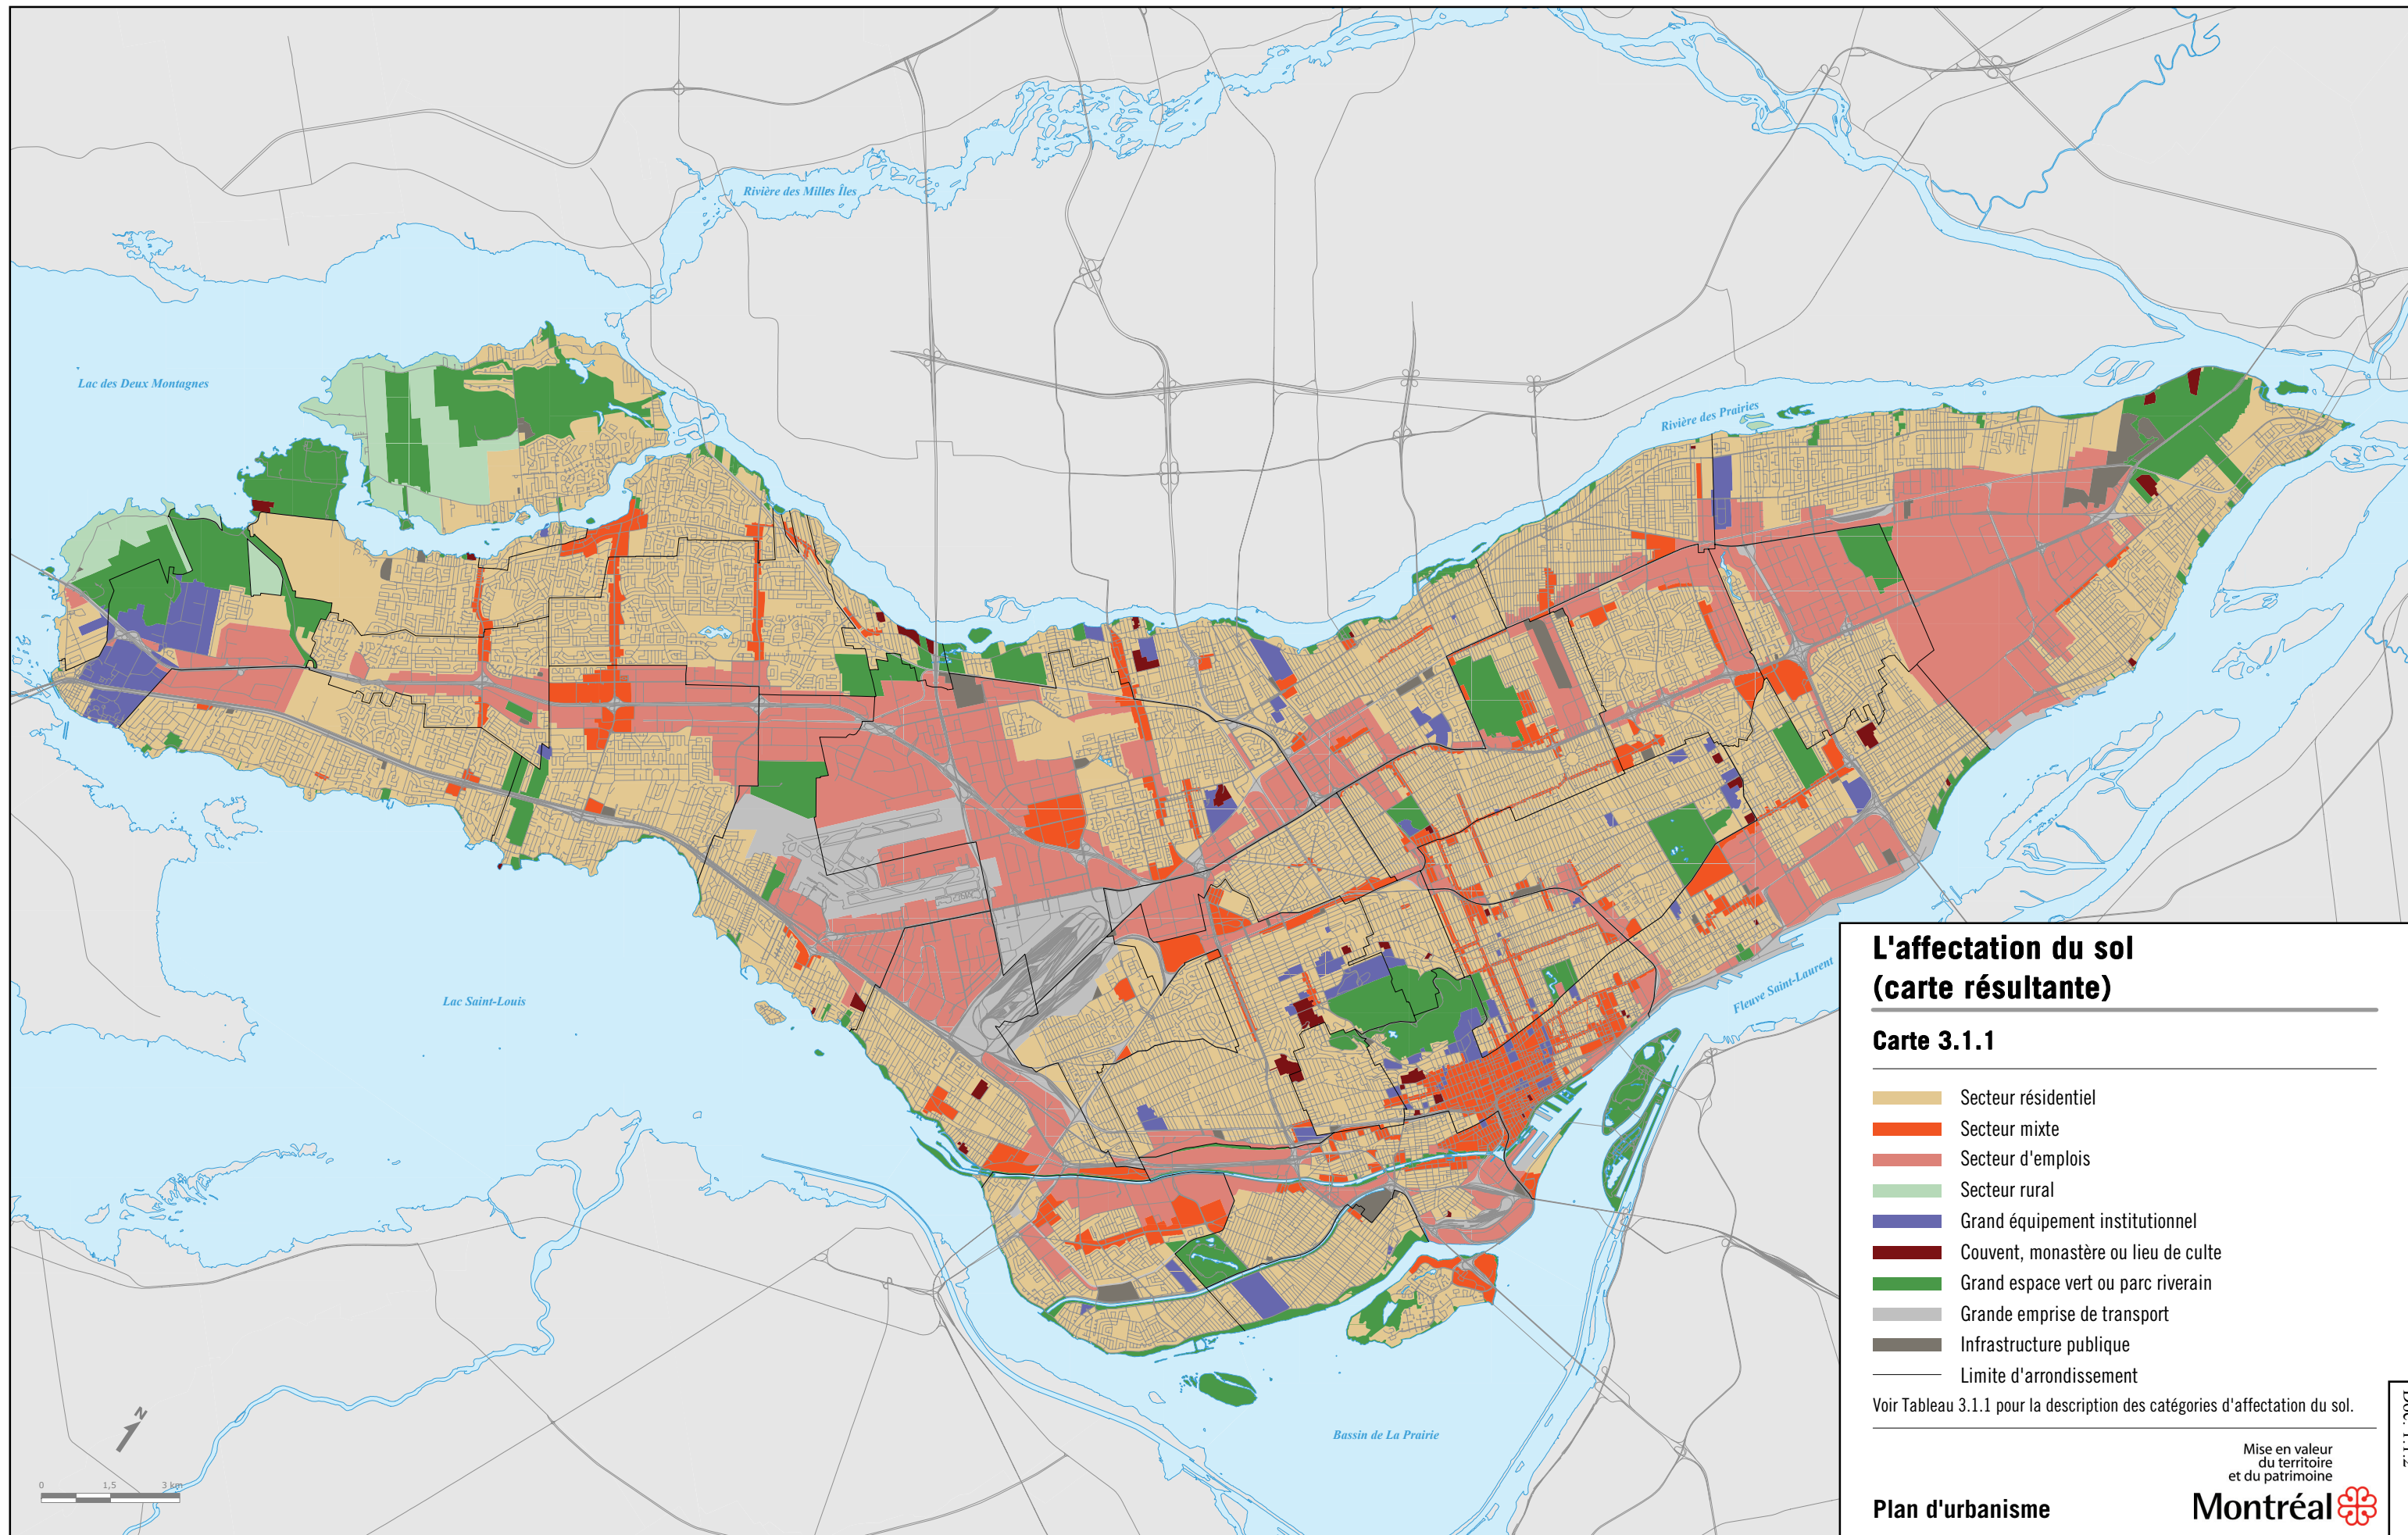 Rivière des Milles Îles
Lac des Deux Montagnes
Rivière des Prairies
Lac Saint-Louis
Fleuve Saint-Laurent
Bassin de La Prairie
N
0 1,5 3 km
L'affectation du sol
(carte résultante)
Carte 3.1.1
Secteur résidentiel
Secteur mixte
Secteur d'emplois
Secteur rural
Grand équipement institutionnel
Couvent, monastère ou lieu de culte
Grand espace vert ou parc riverain
Grande emprise de transport
Infrastructure publique
Limite d'arrondissement
Voir Tableau 3.1.1 pour la description des catégories d'affectation du sol.
Mise en valeur
du territoire
et du patrimoine
Plan d'urbanisme
Montréal